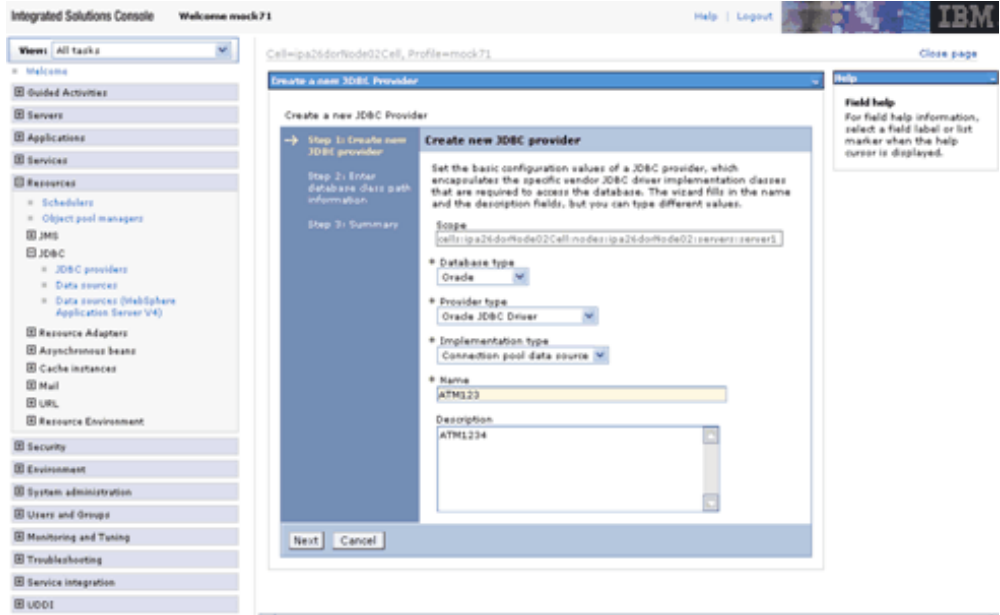 Integrated Solutions Console Welcome mock71
Help | Logout
IBM
View: All tasks
Welcome
Guided Activities
Servers
Applications
Services
Resources
Schedulers
Object pool managers
JMS
JDBC
JDBC providers
Data sources
Data sources (WebSphere
Application Server V4)
Resource Adapters
Asynchronous beans
Cache instances
Mail
URL
Resource Environment
Security
Environment
System administration
Users and Groups
Monitoring and Tuning
Troubleshooting
Service integration
UDDI
Cell=ipa26dorNode02Cell, Profile=mock71
Close page
Create a new JDBC Provider
Create a new JDBC Provider
Step 1: Create new
JDBC provider
Step 2: Enter
database class path
information
Step 3: Summary
Create new JDBC provider
Set the basic configuration values of a JDBC provider, which
encapsulates the specific vendor JDBC driver implementation classes
that are required to access the database. The wizard fills in the name
and the description fields, but you can type different values.
Scope
cells:ipa26dorNode02Cell:nodes:ipa26dorNode02:servers:server1
* Database type
Oracle
* Provider type
Oracle JDBC Driver
* Implementation type
Connection pool data source
* Name
ATM123
Description
ATM1234
Next Cancel
Help
Field help
For field help information,
select a field label or list
marker when the help
cursor is displayed.